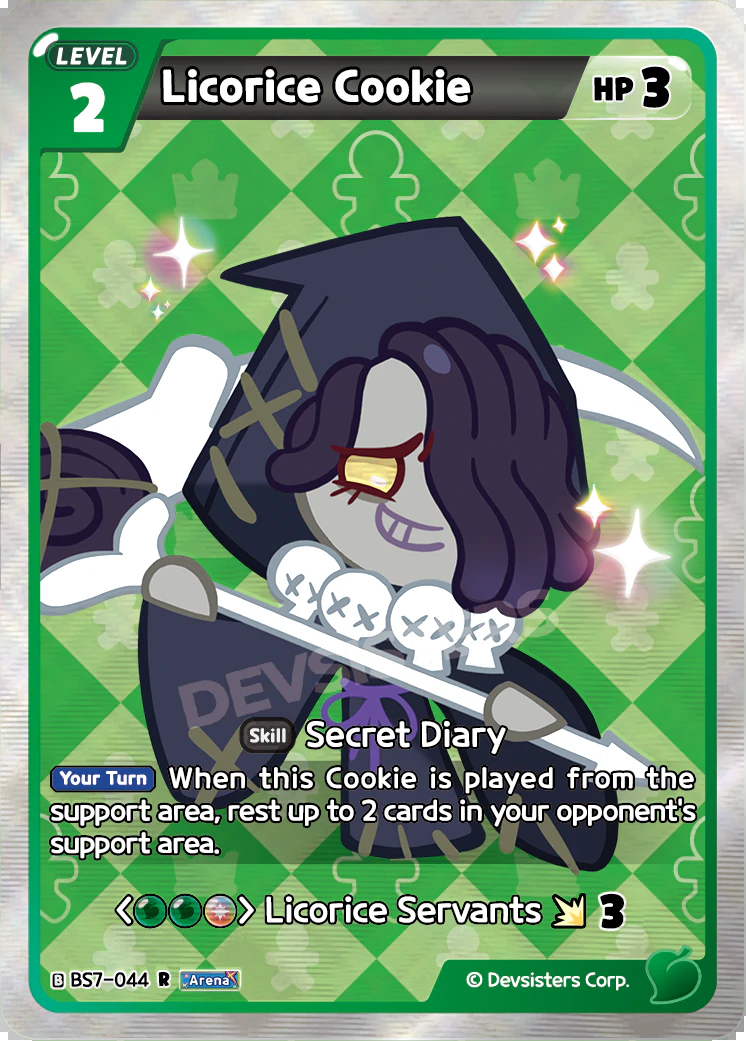 LEVEL
2
Licorice Cookie
HP 3
DEVSISTERS
Skill Secret Diary
Your Turn When this Cookie is played from the
support area, rest up to 2 cards in your opponent's
support area.
Licorice Servants 3
B BS7-044 R Arena
© Devsisters Corp.